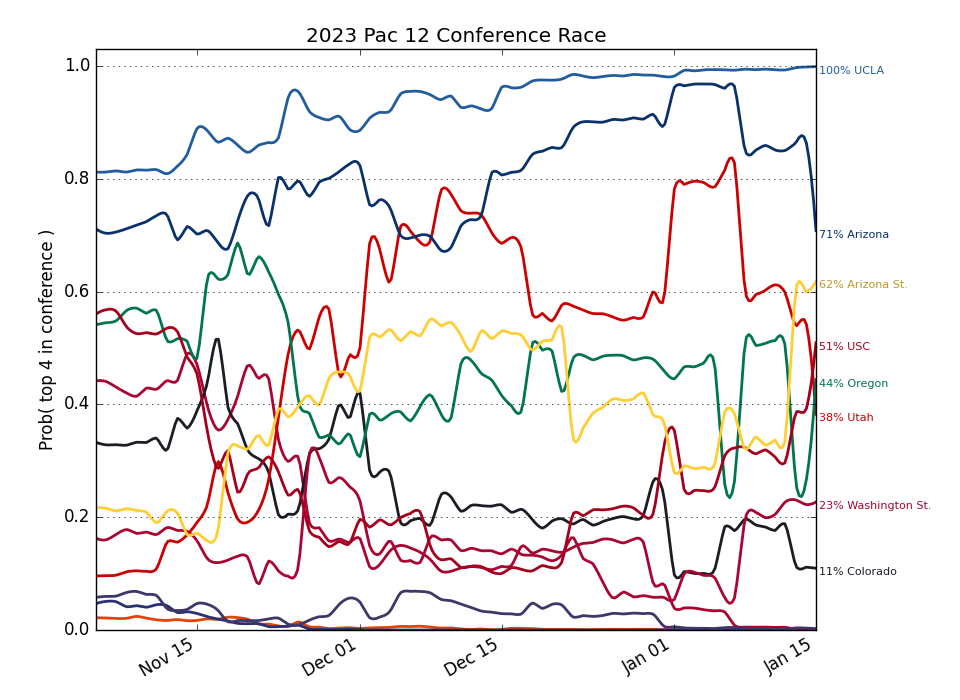 2023 Pac 12 Conference Race
Prob( top 4 in conference )
1.0
0.8
0.6
0.4
0.2
0.0
Nov 15
Dec 01
Dec 15
Jan 01
Jan 15
100% UCLA
71% Arizona
62% Arizona St.
51% USC
44% Oregon
38% Utah
23% Washington St.
11% Colorado